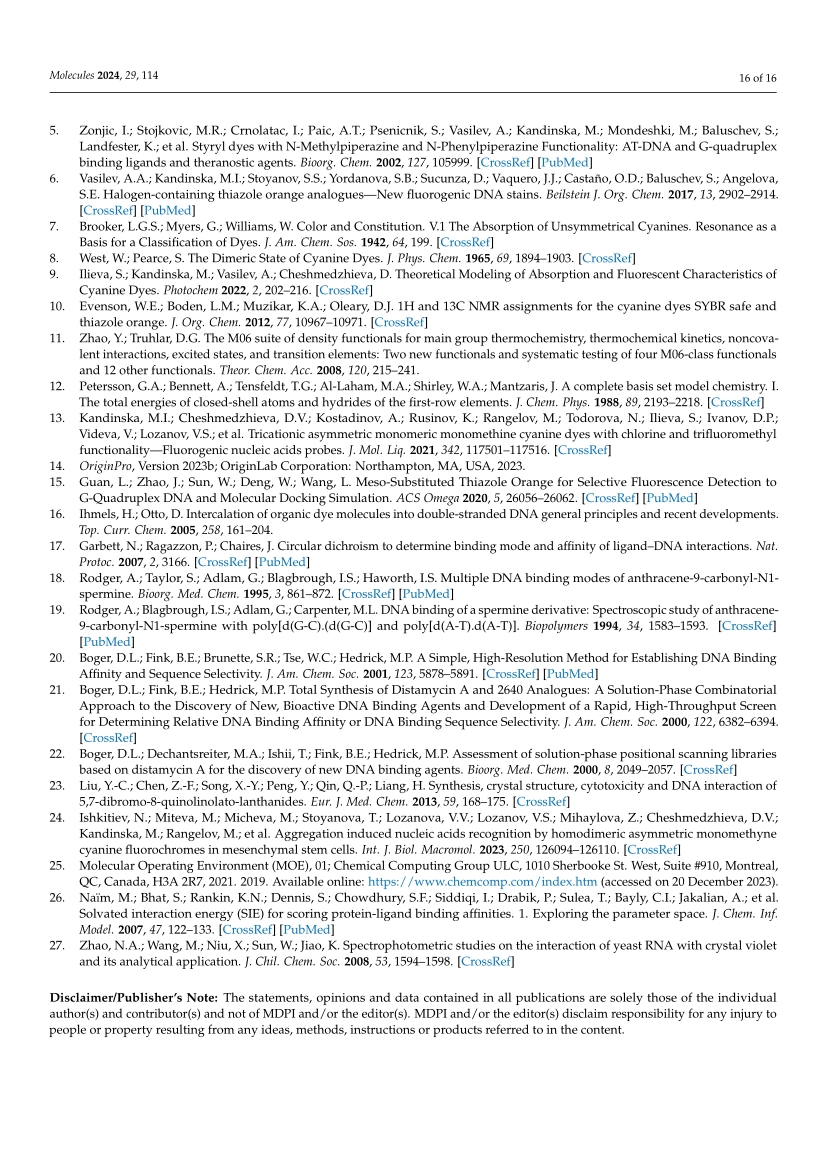 Molecules 2024, 29, 114
16 of 16
5. Zonjic, I.; Stojkovic, M.R.; Crnolatac, I.; Paic, A.T.; Psenicnik, S.; Vasilev, A.; Kandinska, M.; Mondeshki, M.; Baluschev, S.;
Landfester, K.; et al. Styryl dyes with N-Methylpiperazine and N-Phenylpiperazine Functionality: AT-DNA and G-quadruplex
binding ligands and theranostic agents. Bioorg. Chem. 2002, 127, 105999. [CrossRef] [PubMed]
6. Vasilev, A.A.; Kandinska, M.I.; Stoyanov, S.S.; Yordanova, S.B.; Sucunza, D.; Vaquero, J.J.; Castaño, O.D.; Baluschev, S.; Angelova,
S.E. Halogen-containing thiazole orange analogues—New fluorogenic DNA stains. Beilstein J. Org. Chem. 2017, 13, 2902–2914.
[CrossRef] [PubMed]
7. Brooker, L.G.S.; Myers, G.; Williams, W. Color and Constitution. V.1 The Absorption of Unsymmetrical Cyanines. Resonance as a
Basis for a Classification of Dyes. J. Am. Chem. Sos. 1942, 64, 199. [CrossRef]
8. West, W.; Pearce, S. The Dimeric State of Cyanine Dyes. J. Phys. Chem. 1965, 69, 1894–1903. [CrossRef]
9. Ilieva, S.; Kandinska, M.; Vasilev, A.; Cheshmedzhieva, D. Theoretical Modeling of Absorption and Fluorescent Characteristics of
Cyanine Dyes. Photochem 2022, 2, 202–216. [CrossRef]
10. Evenson, W.E.; Boden, L.M.; Muzikar, K.A.; Oleary, D.J. 1H and 13C NMR assignments for the cyanine dyes SYBR safe and
thiazole orange. J. Org. Chem. 2012, 77, 10967–10971. [CrossRef]
11. Zhao, Y.; Truhlar, D.G. The M06 suite of density functionals for main group thermochemistry, thermochemical kinetics, noncova-
lent interactions, excited states, and transition elements: Two new functionals and systematic testing of four M06-class functionals
and 12 other functionals. Theor. Chem. Acc. 2008, 120, 215–241.
12. Petersson, G.A.; Bennett, A.; Tensfeldt, T.G.; Al-Laham, M.A.; Shirley, W.A.; Mantzaris, J. A complete basis set model chemistry. I.
The total energies of closed-shell atoms and hydrides of the first-row elements. J. Chem. Phys. 1988, 89, 2193–2218. [CrossRef]
13. Kandinska, M.I.; Cheshmedzhieva, D.V.; Kostadinov, A.; Rusinov, K.; Rangelov, M.; Todorova, N.; Ilieva, S.; Ivanov, D.P.;
Videva, V.; Lozanov, V.S.; et al. Tricationic asymmetric monomeric monomethine cyanine dyes with chlorine and trifluoromethyl
functionality—Fluorogenic nucleic acids probes. J. Mol. Liq. 2021, 342, 117501–117516. [CrossRef]
14. OriginPro, Version 2023b; OriginLab Corporation: Northampton, MA, USA, 2023.
15. Guan, L.; Zhao, J.; Sun, W.; Deng, W.; Wang, L. Meso-Substituted Thiazole Orange for Selective Fluorescence Detection to
G-Quadruplex DNA and Molecular Docking Simulation. ACS Omega 2020, 5, 26056–26062. [CrossRef] [PubMed]
16. Ihmels, H.; Otto, D. Intercalation of organic dye molecules into double-stranded DNA general principles and recent developments.
Top. Curr. Chem. 2005, 258, 161–204.
17. Garbett, N.; Ragazzon, P.; Chaires, J. Circular dichroism to determine binding mode and affinity of ligand–DNA interactions. Nat.
Protoc. 2007, 2, 3166. [CrossRef] [PubMed]
18. Rodger, A.; Taylor, S.; Adlam, G.; Blagbrough, I.S.; Haworth, I.S. Multiple DNA binding modes of anthracene-9-carbonyl-N1-
spermine. Bioorg. Med. Chem. 1995, 3, 861–872. [CrossRef] [PubMed]
19. Rodger, A.; Blagbrough, I.S.; Adlam, G.; Carpenter, M.L. DNA binding of a spermine derivative: Spectroscopic study of anthracene-
9-carbonyl-N1-spermine with poly[d(G-C).(d(G-C)] and poly[d(A-T).d(A-T)]. Biopolymers 1994, 34, 1583–1593. [CrossRef]
[PubMed]
20. Boger, D.L.; Fink, B.E.; Brunette, S.R.; Tse, W.C.; Hedrick, M.P. A Simple, High-Resolution Method for Establishing DNA Binding
Affinity and Sequence Selectivity. J. Am. Chem. Soc. 2001, 123, 5878–5891. [CrossRef] [PubMed]
21. Boger, D.L.; Fink, B.E.; Hedrick, M.P. Total Synthesis of Distamycin A and 2640 Analogues: A Solution-Phase Combinatorial
Approach to the Discovery of New, Bioactive DNA Binding Agents and Development of a Rapid, High-Throughput Screen
for Determining Relative DNA Binding Affinity or DNA Binding Sequence Selectivity. J. Am. Chem. Soc. 2000, 122, 6382–6394.
[CrossRef]
22. Boger, D.L.; Dechantsreiter, M.A.; Ishii, T.; Fink, B.E.; Hedrick, M.P. Assessment of solution-phase positional scanning libraries
based on distamycin A for the discovery of new DNA binding agents. Bioorg. Med. Chem. 2000, 8, 2049–2057. [CrossRef]
23. Liu, Y.-C.; Chen, Z.-F.; Song, X.-Y.; Peng, Y.; Qin, Q.-P.; Liang, H. Synthesis, crystal structure, cytotoxicity and DNA interaction of
5,7-dibromo-8-quinolinolato-lanthanides. Eur. J. Med. Chem. 2013, 59, 168–175. [CrossRef]
24. Ishkitiev, N.; Miteva, M.; Micheva, M.; Stoyanova, T.; Lozanova, V.V.; Lozanov, V.S.; Mihaylova, Z.; Cheshmedzhieva, D.V.;
Kandinska, M.; Rangelov, M.; et al. Aggregation induced nucleic acids recognition by homodimeric asymmetric monomethyne
cyanine fluorochromes in mesenchymal stem cells. Int. J. Biol. Macromol. 2023, 250, 126094–126110. [CrossRef]
25. Molecular Operating Environment (MOE), 01; Chemical Computing Group ULC, 1010 Sherbooke St. West, Suite #910, Montreal,
QC, Canada, H3A 2R7, 2021. 2019. Available online: https://www.chemcomp.com/index.htm (accessed on 20 December 2023).
26. Naïm, M.; Bhat, S.; Rankin, K.N.; Dennis, S.; Chowdhury, S.F.; Siddiqi, I.; Drabik, P.; Sulea, T.; Bayly, C.I.; Jakalian, A.; et al.
Solvated interaction energy (SIE) for scoring protein-ligand binding affinities. 1. Exploring the parameter space. J. Chem. Inf.
Model. 2007, 47, 122–133. [CrossRef] [PubMed]
27. Zhao, N.A.; Wang, M.; Niu, X.; Sun, W.; Jiao, K. Spectrophotometric studies on the interaction of yeast RNA with crystal violet
and its analytical application. J. Chil. Chem. Soc. 2008, 53, 1594–1598. [CrossRef]
Disclaimer/Publisher's Note: The statements, opinions and data contained in all publications are solely those of the individual
author(s) and contributor(s) and not of MDPI and/or the editor(s). MDPI and/or the editor(s) disclaim responsibility for any injury to
people or property resulting from any ideas, methods, instructions or products referred to in the content.